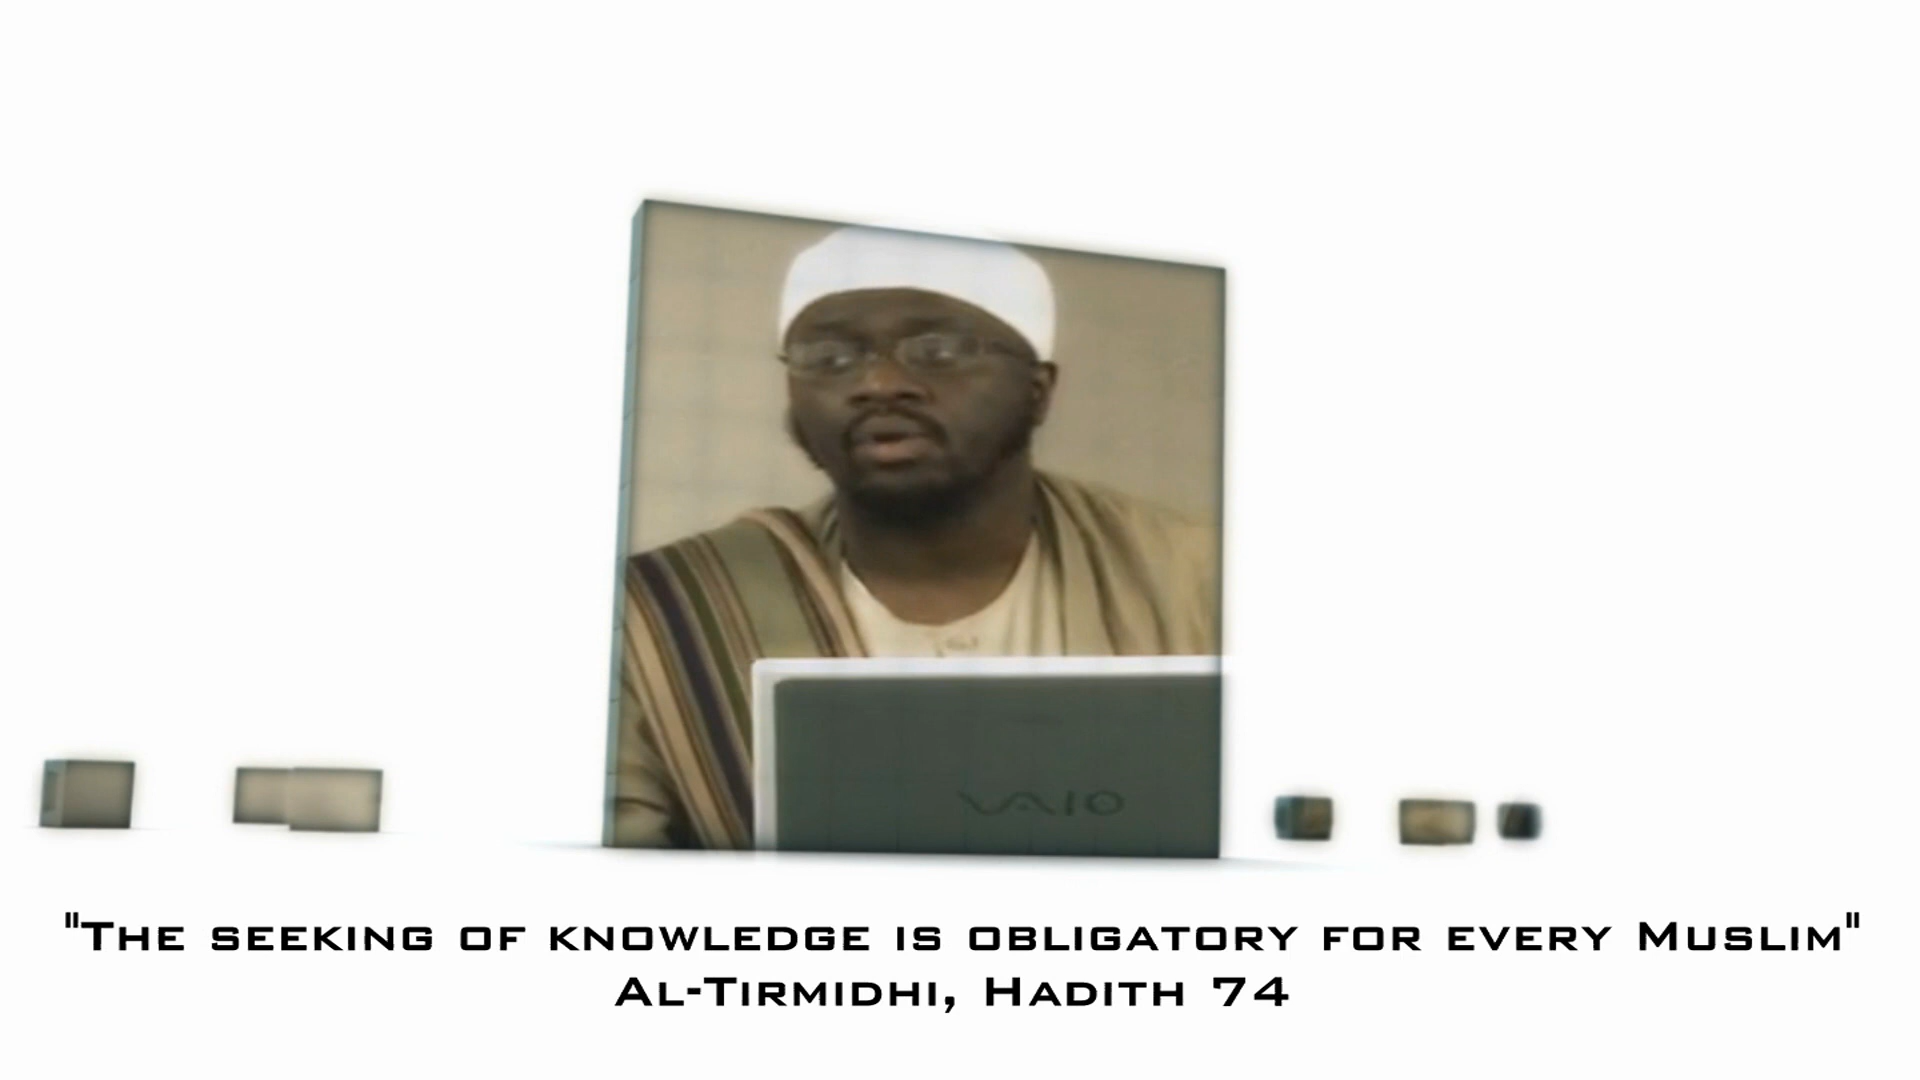 VAIO
"The seeking of knowledge is obligatory for every Muslim"
Al-Tirmidhi, Hadith 74